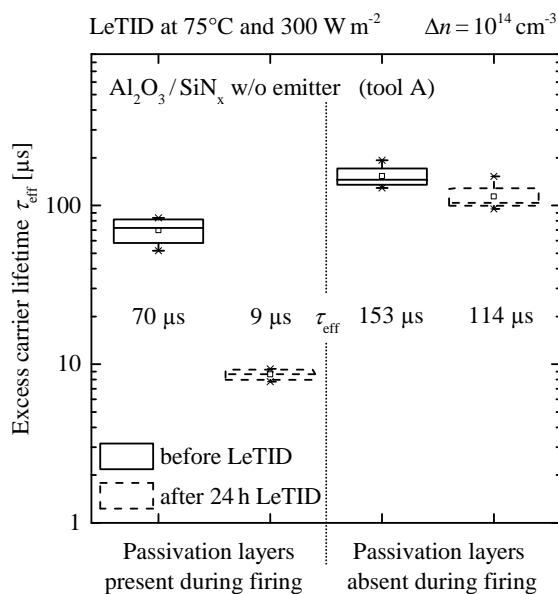 LeTID at 75°C and 300 W m⁻² Δn = 10¹⁴ cm⁻³
Al₂O₃ / SiNₓ w/o emitter (tool A)
Excess carrier lifetime τ_eff [µs]
100
10
1
70 µs 9 µs τ_eff 153 µs 114 µs
before LeTID
after 24 h LeTID
Passivation layers
present during firing
Passivation layers
absent during firing